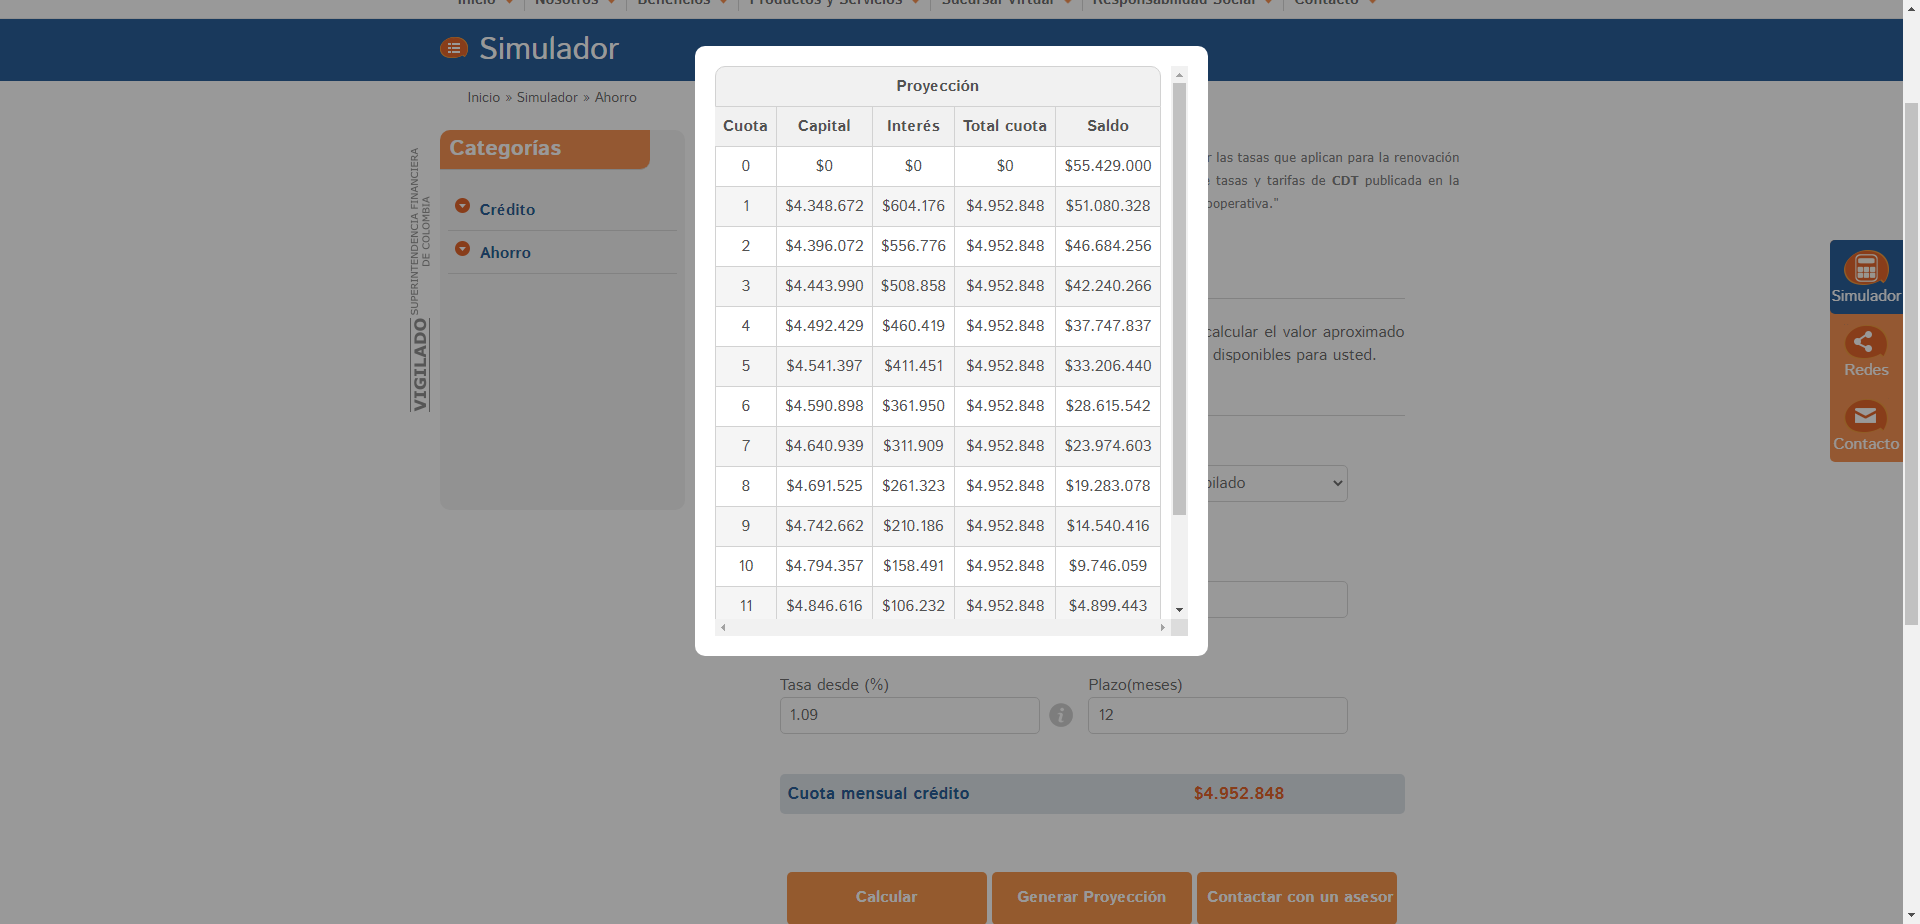 Inicio Nosotros Beneficios Productos y Servicios Sucursal Virtual Responsabilidad Social Contacto
Simulador
Inicio » Simulador » Ahorro
Categorías
Crédito
Ahorro
VIGILADO SUPERINTENDENCIA FINANCIERA
DE COLOMBIA
Proyección
Cuota Capital Interés Total cuota Saldo
0 $0 $0 $0 $55.429.000
1 $4.348.672 $604.176 $4.952.848 $51.080.328
2 $4.396.072 $556.776 $4.952.848 $46.684.256
3 $4.443.990 $508.858 $4.952.848 $42.240.266
4 $4.492.429 $460.419 $4.952.848 $37.747.837
5 $4.541.397 $411.451 $4.952.848 $33.206.440
6 $4.590.898 $361.950 $4.952.848 $28.615.542
7 $4.640.939 $311.909 $4.952.848 $23.974.603
8 $4.691.525 $261.323 $4.952.848 $19.283.078
9 $4.742.662 $210.186 $4.952.848 $14.540.416
10 $4.794.357 $158.491 $4.952.848 $9.746.059
11 $4.846.616 $106.232 $4.952.848 $4.899.443
r las tasas que aplican para la renovación
tasas y tarifas de CDT publicada en la
ooperativa."
calcular el valor aproximado
disponibles para usted.
pilado
Tasa desde (%) Plazo(meses)
1.09 12
Cuota mensual crédito $4.952.848
Calcular Generar Proyección Contactar con un asesor
Simulador
Redes
Contacto